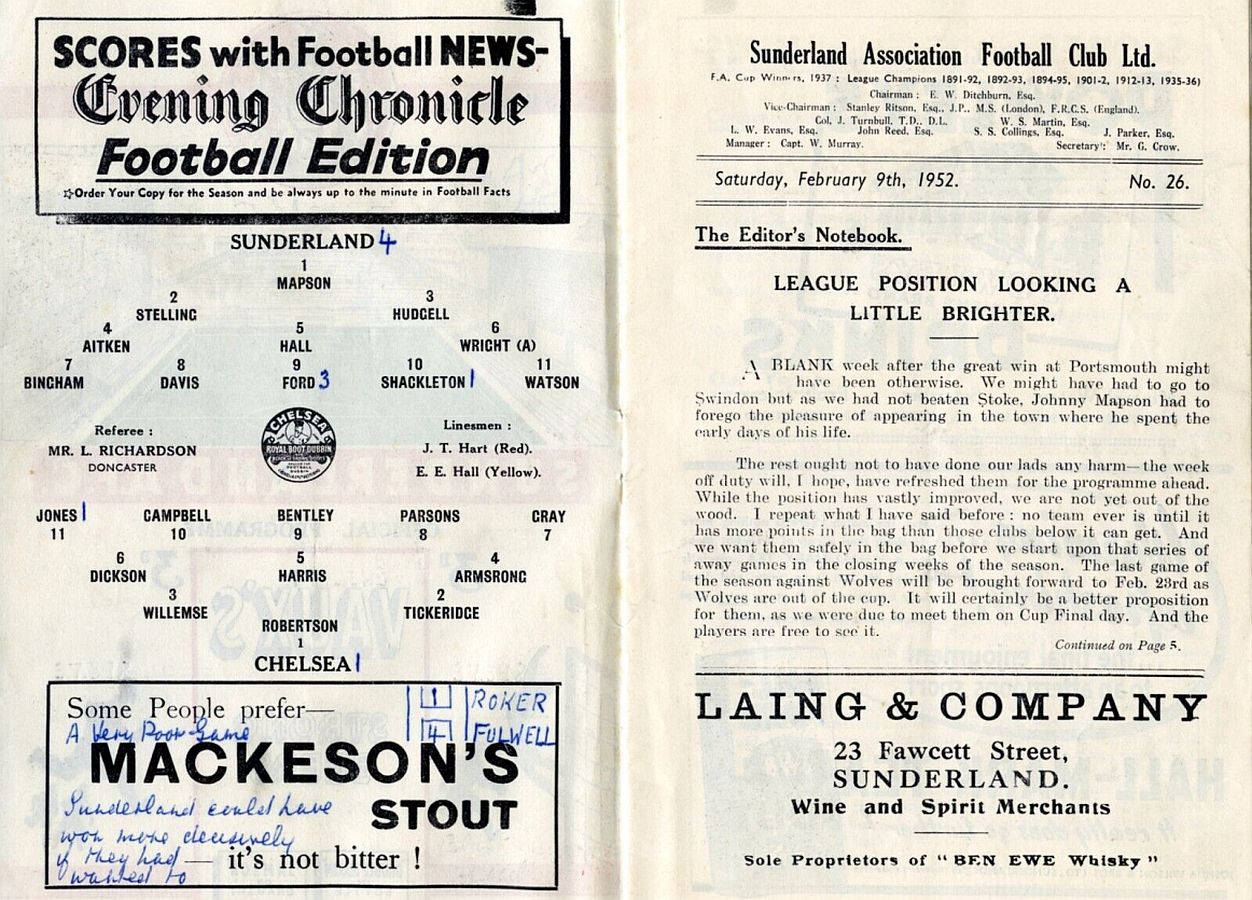 SCORES with Football NEWS-
Evening Chronicle
Football Edition
☆Order Your Copy for the Season and be always up to the minute in Football Facts
SUNDERLAND 4
1
MAPSON
2 3
STELLING HUDGELL
4 5 6
AITKEN HALL WRIGHT (A)
7 8 9 10 11
BINGHAM DAVIS FORD 3 SHACKLETON 1 WATSON
Referee :
MR. L. RICHARDSON
DONCASTER
CHELSEA
ROYAL BOOT DUBBIN
Linesmen :
J. T. Hart (Red).
E. E. Hall (Yellow).
JONES 1 CAMPBELL BENTLEY PARSONS GRAY
11 10 9 8 7
6 5 4
DICKSON HARRIS ARMSRONG
3 2
WILLEMSE TICKERIDGE
ROBERTSON
1
CHELSEA 1
Some People prefer—
1 ROKER
4 FULWELL
A Very Poor Game
MACKESON'S
STOUT
Sunderland could have
won more decisively
if they had
wanted to
— it's not bitter !
Sunderland Association Football Club Ltd.
F.A. Cup Winners, 1937 : League Champions 1891-92, 1892-93, 1894-95, 1901-2, 1912-13, 1935-36)
Chairman : E. W. Ditchburn, Esq.
Vice-Chairman : Stanley Ritson, Esq., J.P., M.S. (London), F.R.C.S. (England).
Col. J. Turnbull, T.D., D.L. W. S. Martin, Esq.
L. W. Evans, Esq. John Reed, Esq. S. S. Collings, Esq. J. Parker, Esq.
Manager : Capt. W. Murray. Secretary : Mr. G. Crow.
Saturday, February 9th, 1952. No. 26.
The Editor's Notebook.
LEAGUE POSITION LOOKING A
LITTLE BRIGHTER.
A BLANK week after the great win at Portsmouth might
have been otherwise. We might have had to go to
Swindon but as we had not beaten Stoke, Johnny Mapson had to
forego the pleasure of appearing in the town where he spent the
early days of his life.
The rest ought not to have done our lads any harm—the week
off duty will, I hope, have refreshed them for the programme ahead.
While the position has vastly improved, we are not yet out of the
wood. I repeat what I have said before : no team ever is until it
has more points in the bag than those clubs below it can get. And
we want them safely in the bag before we start upon that series of
away games in the closing weeks of the season. The last game of
the season against Wolves will be brought forward to Feb. 23rd as
Wolves are out of the cup. It will certainly be a better proposition
for them, as we were due to meet them on Cup Final day. And the
players are free to see it.
Continued on Page 5.
LAING & COMPANY
23 Fawcett Street,
SUNDERLAND.
Wine and Spirit Merchants
Sole Proprietors of " BEN EWE Whisky "